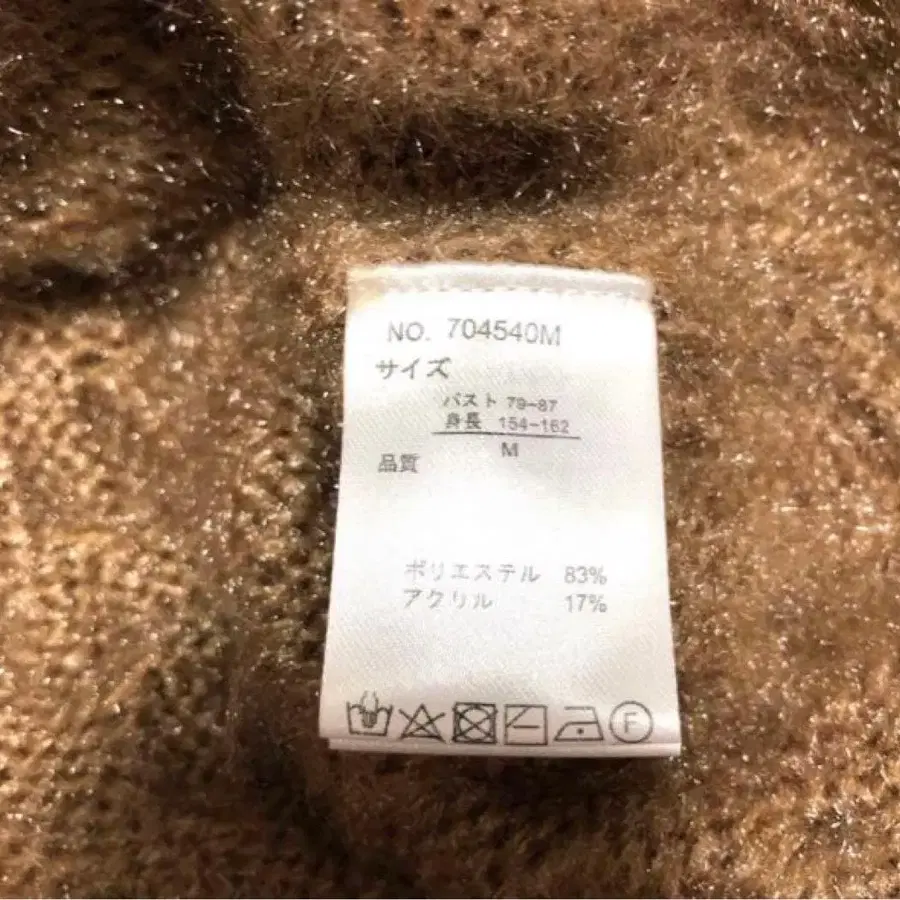 NO. 704540M
サイズ
バスト 79-87
身長 154-162
M
品質
ポリエステル 83%
アクリル 17%
F